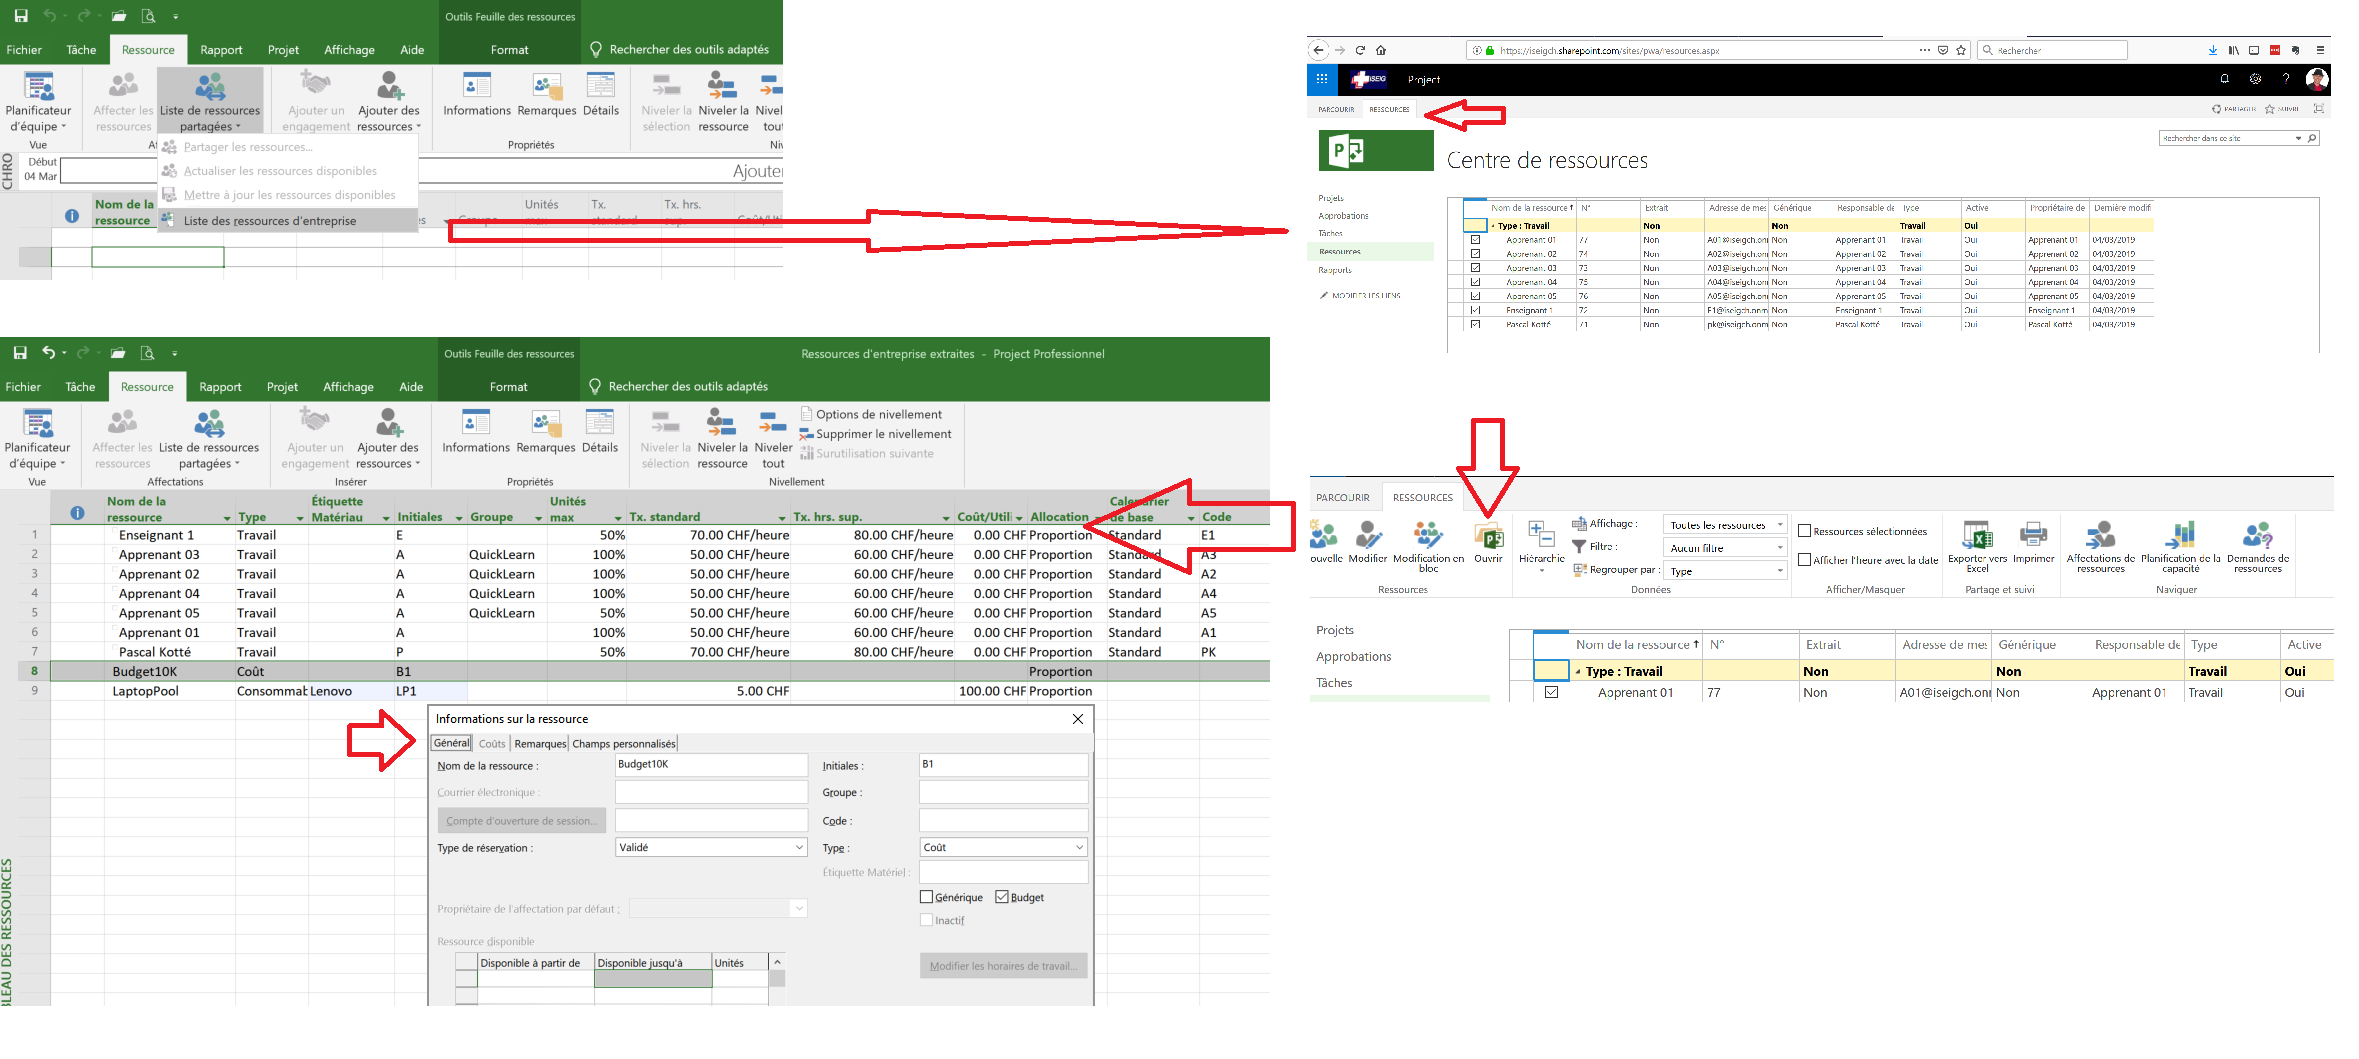 Outils Feuille des ressources
Fichier Tâche Ressource Rapport Projet Affichage Aide Format Rechercher des outils adaptés
Planificateur d'équipe
Affecter les ressources
Liste de ressources partagées
Ajouter un engagement
Ajouter des ressources
Informations Remarques Détails
Niveler la sélection
Niveler la ressource
Nivel tout
Vue Propriétés
Partager les ressources...
Actualiser les ressources disponibles
Mettre à jour les ressources disponibles
Liste des ressources d'entreprise
CHRO
Début
04 Mar
Ajouter
Nom de la ressource
Unités
Tx.
Tx. hrs.
https://iseigch.sharepoint.com/sites/pwa/resources.aspx
Rechercher
ISEIG
Project
PARCOURIR RESSOURCES PARTAGER SUIVRE
Rechercher dans ce site
Centre de ressources
Projets
Approbations
Tâches
Ressources
Rapports
MODIFIER LES LIENS
Nom de la ressource N° Extrait Adresse de mes Générique Responsable de Type Active Propriétaire de Dernière modifi
Type : Travail Non Non Travail Oui
Apprenant 01 77 Non A01@iseigch.onm Non Apprenant 01 Travail Oui Apprenant 01 04/03/2019
Apprenant 02 74 Non A02@iseigch.onm Non Apprenant 02 Travail Oui Apprenant 02 04/03/2019
Apprenant 03 73 Non A03@iseigch.onm Non Apprenant 03 Travail Oui Apprenant 03 04/03/2019
Apprenant 04 75 Non A04@iseigch.onm Non Apprenant 04 Travail Oui Apprenant 04 04/03/2019
Apprenant 05 76 Non A05@iseigch.onm Non Apprenant 05 Travail Oui Apprenant 05 04/03/2019
Enseignant 1 72 Non E1@iseigch.onm Non Enseignant 1 Travail Oui Enseignant 1 04/03/2019
Pascal Kotté 71 Non pk@iseigch.onm Non Pascal Kotté Travail Oui Pascal Kotté 04/03/2019
Outils Feuille des ressources Ressources d'entreprise extraites - Project Professionnel
Fichier Tâche Ressource Rapport Projet Affichage Aide Format Rechercher des outils adaptés
Planificateur d'équipe
Affecter les ressources
Liste de ressources partagées
Ajouter un engagement
Ajouter des ressources
Informations Remarques Détails
Niveler la sélection
Niveler la ressource
Niveler tout
Options de nivellement
Supprimer le nivellement
Surutilisation suivante
Vue Affectations Insérer Propriétés Nivellement
Nom de la ressource Type Étiquette Matériau Initiales Groupe Unités max Tx. standard Tx. hrs. sup. Coût/Utili Allocation Calendrier de base Code
1 Enseignant 1 Travail E 50% 70.00 CHF/heure 80.00 CHF/heure 0.00 CHF Proportion Standard E1
2 Apprenant 03 Travail A QuickLearn 100% 50.00 CHF/heure 60.00 CHF/heure 0.00 CHF Proportion Standard A3
3 Apprenant 02 Travail A QuickLearn 100% 50.00 CHF/heure 60.00 CHF/heure 0.00 CHF Proportion Standard A2
4 Apprenant 04 Travail A QuickLearn 100% 50.00 CHF/heure 60.00 CHF/heure 0.00 CHF Proportion Standard A4
5 Apprenant 05 Travail A QuickLearn 50% 50.00 CHF/heure 60.00 CHF/heure 0.00 CHF Proportion Standard A5
6 Apprenant 01 Travail A 100% 50.00 CHF/heure 60.00 CHF/heure 0.00 CHF Proportion Standard A1
7 Pascal Kotté Travail P 50% 70.00 CHF/heure 80.00 CHF/heure 0.00 CHF Proportion Standard PK
8 Budget10K Coût B1 Proportion
9 LaptopPool Consommab Lenovo LP1 5.00 CHF 100.00 CHF Proportion
BLEAU DES RESSOURCES
Informations sur la ressource
Général Coûts Remarques Champs personnalisés
Nom de la ressource : Budget10K Initiales : B1
Courrier électronique : Groupe :
Compte d'ouverture de session... Code :
Type de réservation : Validé Type : Coût
Étiquette Matériel :
Générique Budget
Propriétaire de l'affectation par défaut : Inactif
Ressource disponible
Disponible à partir de Disponible jusqu'à Unités
Modifier les horaires de travail...
PARCOURIR RESSOURCES
ouvelle Modifier
Modification en bloc
Ouvrir
Hiérarchie
Affichage : Toutes les ressources
Filtre : Aucun filtre
Regrouper par : Type
Ressources sélectionnées
Afficher l'heure avec la date
Exporter vers Excel
Imprimer
Affectations de ressources
Planification de la capacité
Demandes de ressources
Ressources Données Afficher/Masquer Partage et suivi Naviguer
Projets
Approbations
Tâches
Nom de la ressource N° Extrait Adresse de mes Générique Responsable de Type Active
Type : Travail Non Non Travail Oui
Apprenant 01 77 Non A01@iseigch.onm Non Apprenant 01 Travail Oui